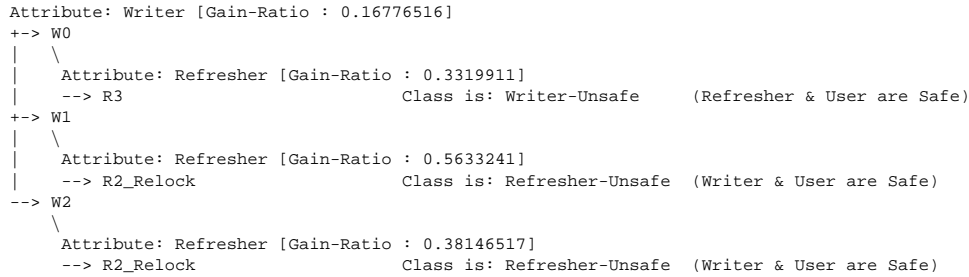 Attribute: Writer [Gain-Ratio : 0.16776516]
+-> W0
|   \
|    Attribute: Refresher [Gain-Ratio : 0.3319911]
|    --> R3                     Class is: Writer-Unsafe    (Refresher & User are Safe)
+-> W1
|   \
|    Attribute: Refresher [Gain-Ratio : 0.5633241]
|    --> R2_Relock              Class is: Refresher-Unsafe  (Writer & User are Safe)
--> W2
    \
     Attribute: Refresher [Gain-Ratio : 0.38146517]
     --> R2_Relock              Class is: Refresher-Unsafe  (Writer & User are Safe)